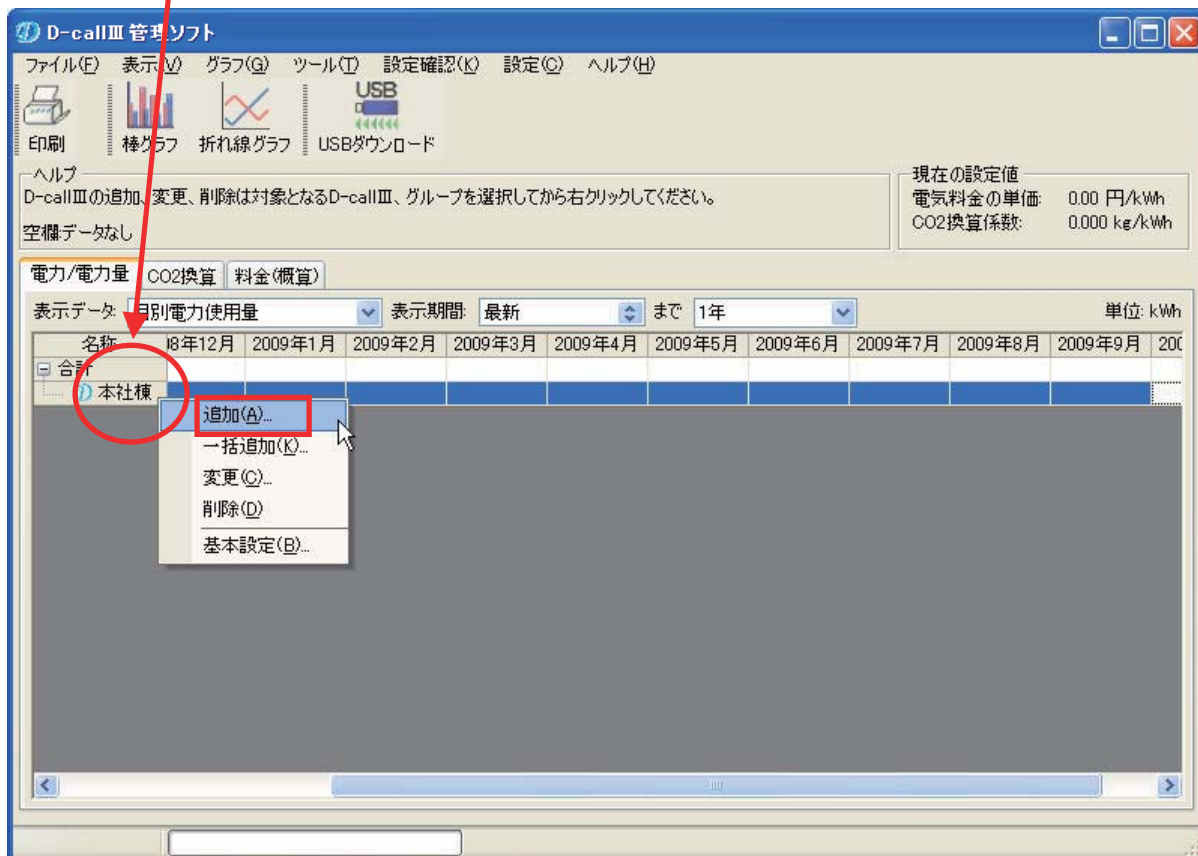 D-callⅢ 管理ソフト
ファイル(F) 表示(V) グラフ(G) ツール(T) 設定確認(K) 設定(C) ヘルプ(H)
USB
印刷 棒グラフ 折れ線グラフ USBダウンロード
ヘルプ
D-callⅢの追加、変更、削除は対象となるD-callⅢ、グループを選択してから右クリックしてください。
空欄:データなし
現在の設定値
電気料金の単価: 0.00 円/kWh
CO2換算係数: 0.000 kg/kWh
電力/電力量 CO2換算 料金(概算)
表示データ: 月別電力使用量 表示期間: 最新 まで 1年 単位: kWh
名称 08年12月 2009年1月 2009年2月 2009年3月 2009年4月 2009年5月 2009年6月 2009年7月 2009年8月 2009年9月 200
合計
本社棟
追加(A)...
一括追加(K)...
変更(C)...
削除(D)
基本設定(B)...